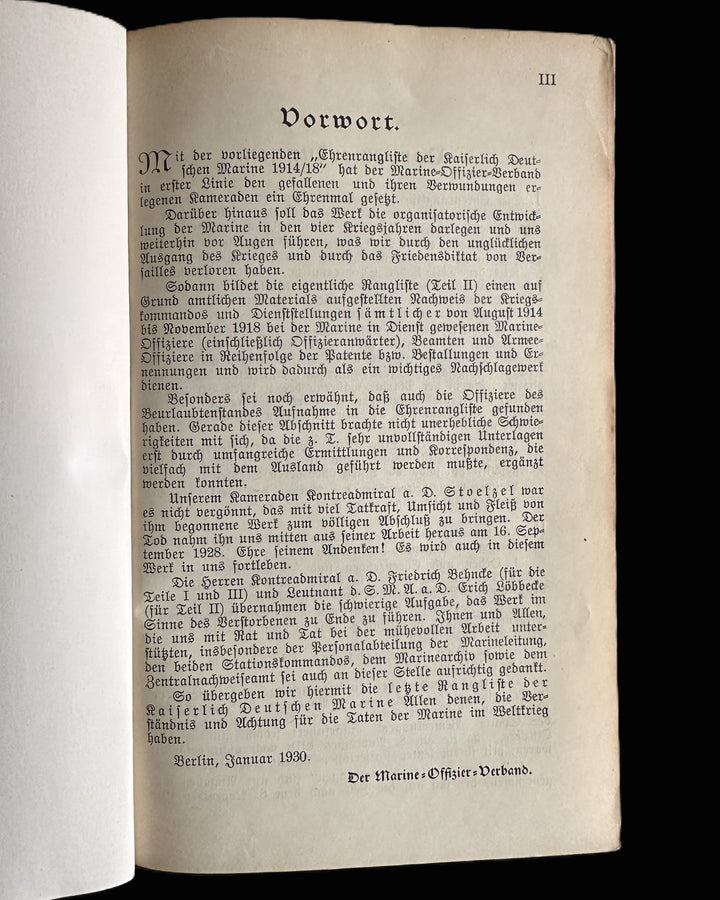 III
Vorwort.
Mit der vorliegenden „Ehrenrangliste der Kaiserlich Deut-
schen Marine 1914/18“ hat der Marine-Offizier-Verband
in erster Linie den gefallenen und ihren Verwundungen er-
legenen Kameraden ein Ehrenmal gesetzt.
Darüber hinaus soll das Werk die organisatorische Entwick-
lung der Marine in den vier Kriegsjahren darlegen und uns
weiterhin vor Augen führen, was wir durch den unglücklichen
Ausgang des Krieges und durch das Friedensdiktat von Ver-
sailles verloren haben.
Sodann bildet die eigentliche Rangliste (Teil II) einen auf
Grund amtlichen Materials aufgestellten Nachweis der Kriegs-
kommandos und Dienststellungen sämtlicher von August 1914
bis November 1918 bei der Marine in Dienst gewesenen Marine-
Offiziere (einschließlich Offizieranwärter), Beamten und Armee-
Offiziere in Reihenfolge der Patente bzw. Bestallungen und Er-
nennungen und wird dadurch als ein wichtiges Nachschlagewerk
dienen.
Besonders sei noch erwähnt, daß auch die Offiziere des
Beurlaubtenstandes Aufnahme in die Ehrenrangliste gefunden
haben. Gerade dieser Abschnitt brachte nicht unerhebliche Schwie-
rigkeiten mit sich, da die z. T. sehr unvollständigen Unterlagen
erst durch umfangreiche Ermittlungen und Korrespondenz, die
vielfach mit dem Ausland geführt werden mußte, ergänzt
werden konnten.
Unserem Kameraden Kontreadmiral a. D. Stoelzel war
es nicht vergönnt, das mit viel Tatkraft, Umsicht und Fleiß von
ihm begonnene Werk zum völligen Abschluß zu bringen. Der
Tod nahm ihn uns mitten aus seiner Arbeit heraus am 16. Sep-
tember 1928. Ehre seinem Andenken! Es wird auch in diesem
Werk in uns fortleben.
Die Herren Kontreadmiral a. D. Friedrich Behncke (für die
Teile I und III) und Leutnant d. S. M. A. a. D. Erich Löbbecke
(für Teil II) übernahmen die schwierige Aufgabe, das Werk im
Sinne des Verstorbenen zu Ende zu führen. Ihnen und Allen,
die uns mit Rat und Tat bei der mühevollen Arbeit unter-
stützten, insbesondere der Personalabteilung der Marineleitung,
den beiden Stationskommandos, dem Marinearchiv sowie dem
Zentralnachweiseamt sei auch an dieser Stelle aufrichtig gedankt.
So übergeben wir hiermit die letzte Rangliste der
Kaiserlich Deutschen Marine Allen denen, die Ver-
ständnis und Achtung für die Taten der Marine im Weltkrieg
haben.
Berlin, Januar 1930.
Der Marine-Offizier-Verband.